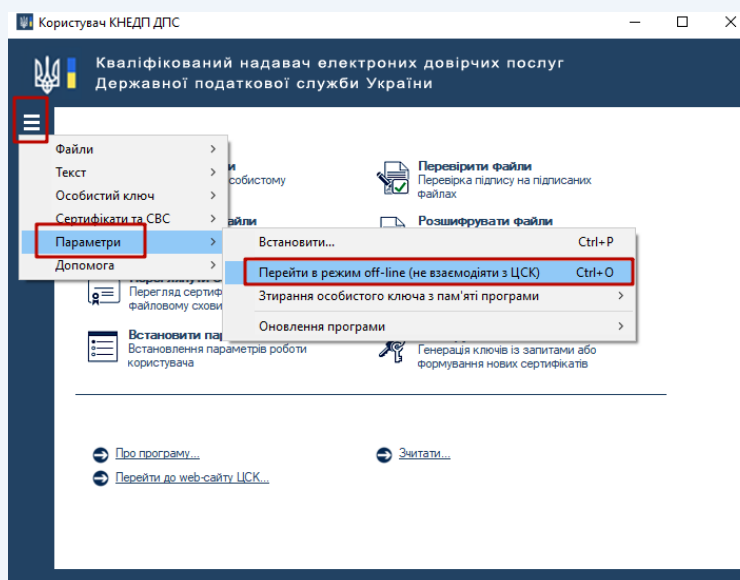 Користувач КНЕДП ДПС
Кваліфікований надавач електроних довірчих послуг
Державної податкової служби України
Файли
Текст
Особистий ключ
Сертифікати та СВС
Параметри
Допомога
собистому
Перевірити файли
Перевірка підпису на підписаних
файлах
Розшифрувати файли
Встановити... Ctrl+P
Перейти в режим off-line (не взаємодіяти з ЦСК) Ctrl+O
Зтирання особистого ключа з пам'яті програми
Оновлення програми
Перегляд сертиф
файловому схови
Встановити пар
Встановлення параметрів роботи
користувача
Генерація ключів із запитами або
формування нових сертифікатів
Про програму...
Зчитати...
Перейти до web-сайту ЦСК...